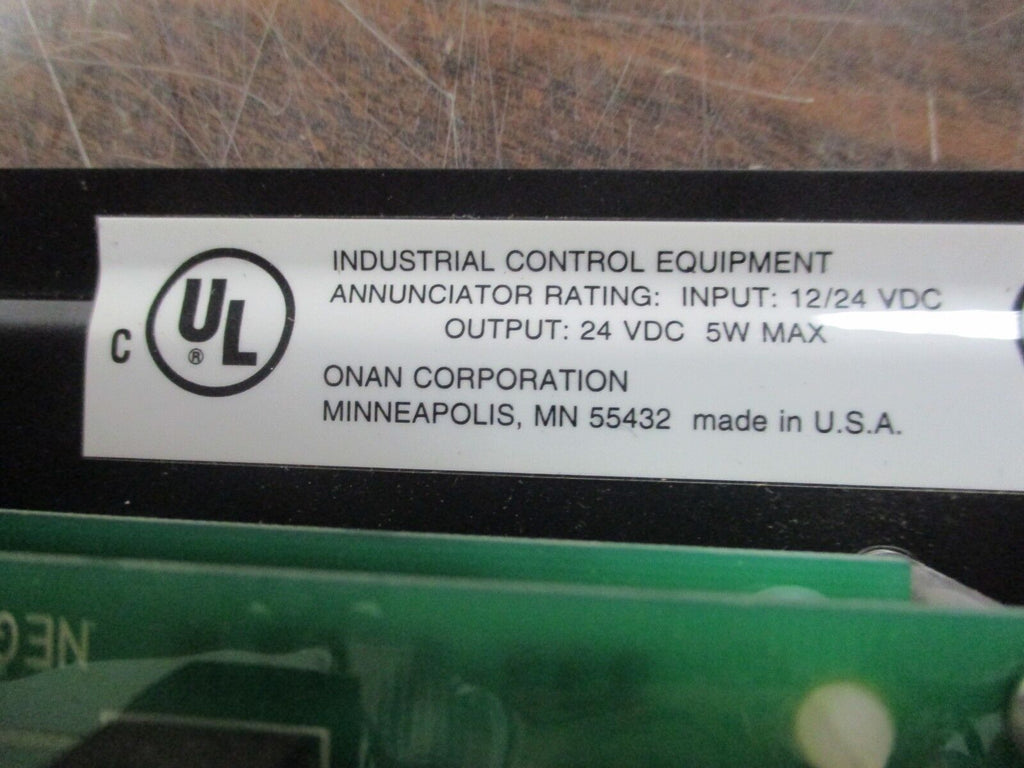 INDUSTRIAL CONTROL EQUIPMENT
ANNUNCIATOR RATING: INPUT: 12/24 VDC
OUTPUT: 24 VDC 5W MAX
C UL ®
ONAN CORPORATION
MINNEAPOLIS, MN 55432 made in U.S.A.
NEG